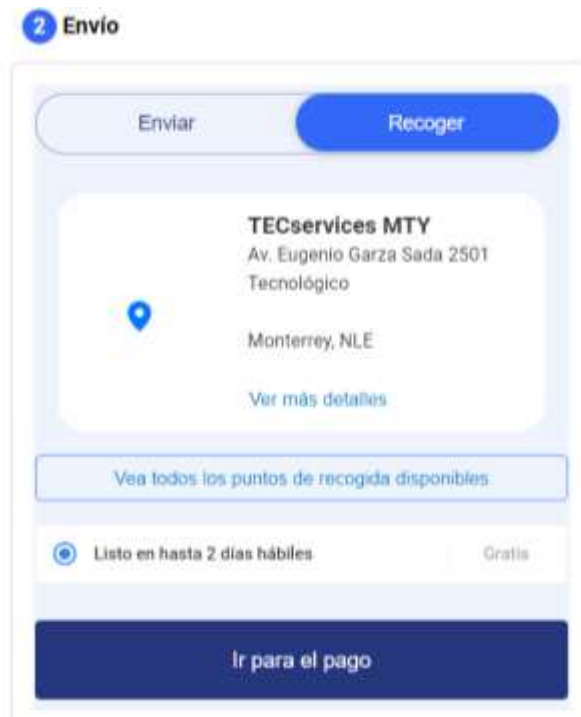 2 Envío
Enviar
Recoger
TECservices MTY
Av. Eugenio Garza Sada 2501
Tecnológico
Monterrey, NLE
Ver más detalles
Vea todos los puntos de recogida disponibles
Listo en hasta 2 días hábiles
Gratis
Ir para el pago